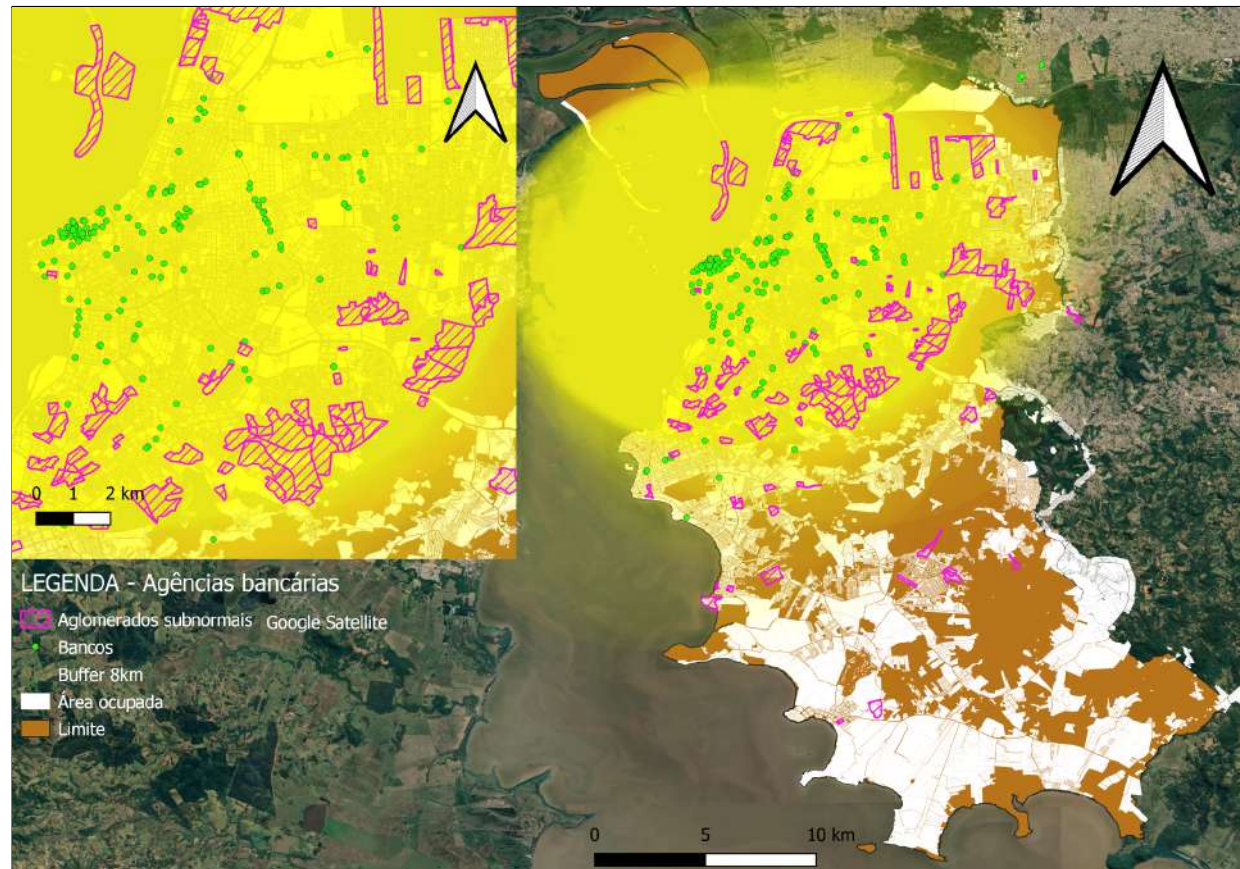 0 1 2 km
LEGENDA - Agências bancárias
Aglomerados subnormais Google Satellite
Bancos
Buffer 8km
Área ocupada
Limite
0 5 10 km